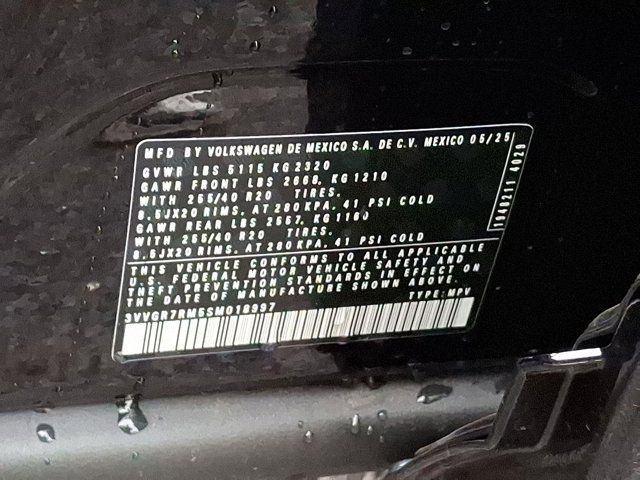 MFD BY VOLKSWAGEN DE MEXICO S.A. DE C.V. MEXICO 05/25
GVWR LBS 5115 KG 2320
GAWR FRONT LBS 2668, KG 1210
WITH 255/40 R20 TIRES.
8.5JX20 RIMS, AT 280 KPA, 41 PSI COLD
GAWR REAR LBS 2557, KG 1160
WITH 255/40 R20 TIRES.
8.5JX20 RIMS, AT 280 KPA, 41 PSI COLD
THIS VEHICLE CONFORMS TO ALL APPLICABLE
U.S. FEDERAL MOTOR VEHICLE SAFETY AND
THEFT PREVENTION STANDARDS IN EFFECT ON
THE DATE OF MANUFACTURE SHOWN ABOVE.
3VVGR7RM5SM018997 TYPE: MPV
1940211 4029